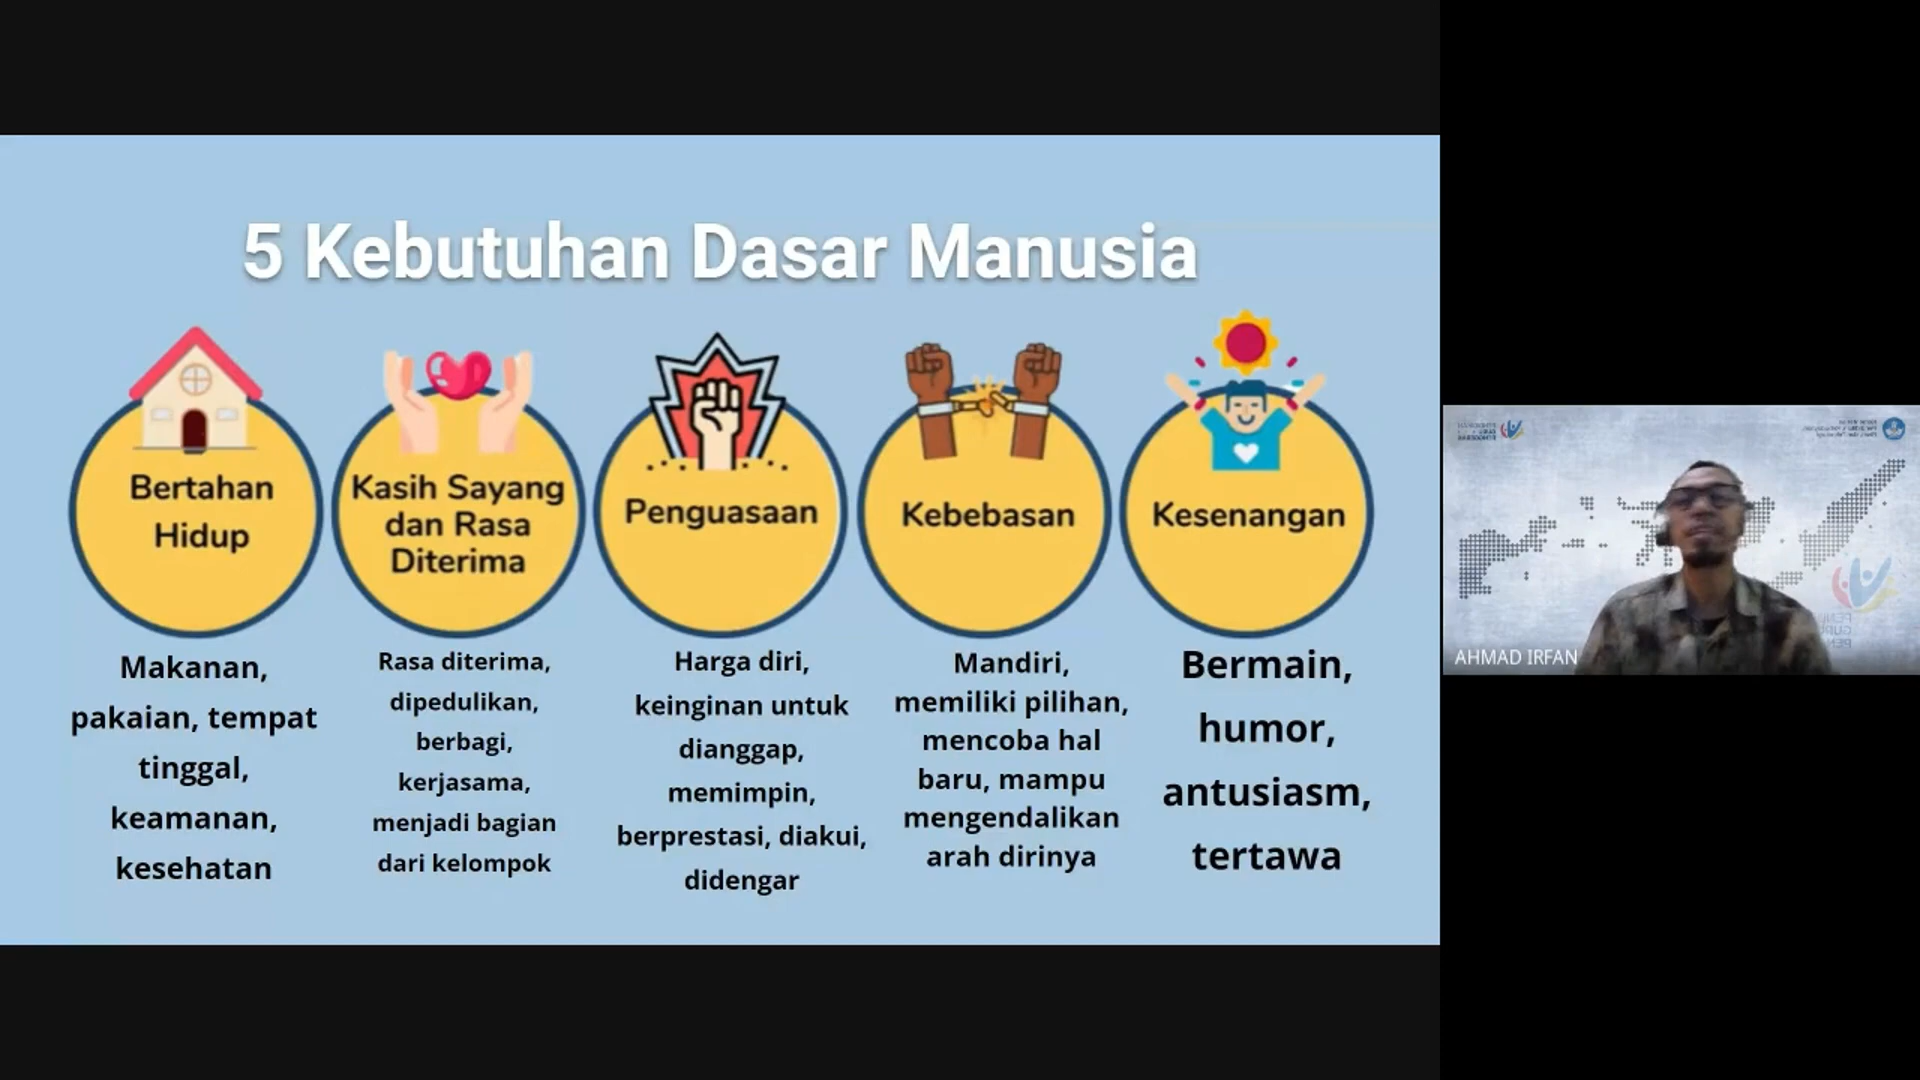 5 Kebutuhan Dasar Manusia
Bertahan
Hidup
Kasih Sayang
dan Rasa
Diterima
Penguasaan
Kebebasan
Kesenangan
Makanan,
pakaian, tempat
tinggal,
keamanan,
kesehatan
Rasa diterima,
dipedulikan,
berbagi,
kerjasama,
menjadi bagian
dari kelompok
Harga diri,
keinginan untuk
dianggap,
memimpin,
berprestasi, diakui,
didengar
Mandiri,
memiliki pilihan,
mencoba hal
baru, mampu
mengendalikan
arah dirinya
Bermain,
humor,
antusiasm,
tertawa
AHMAD IRFAN